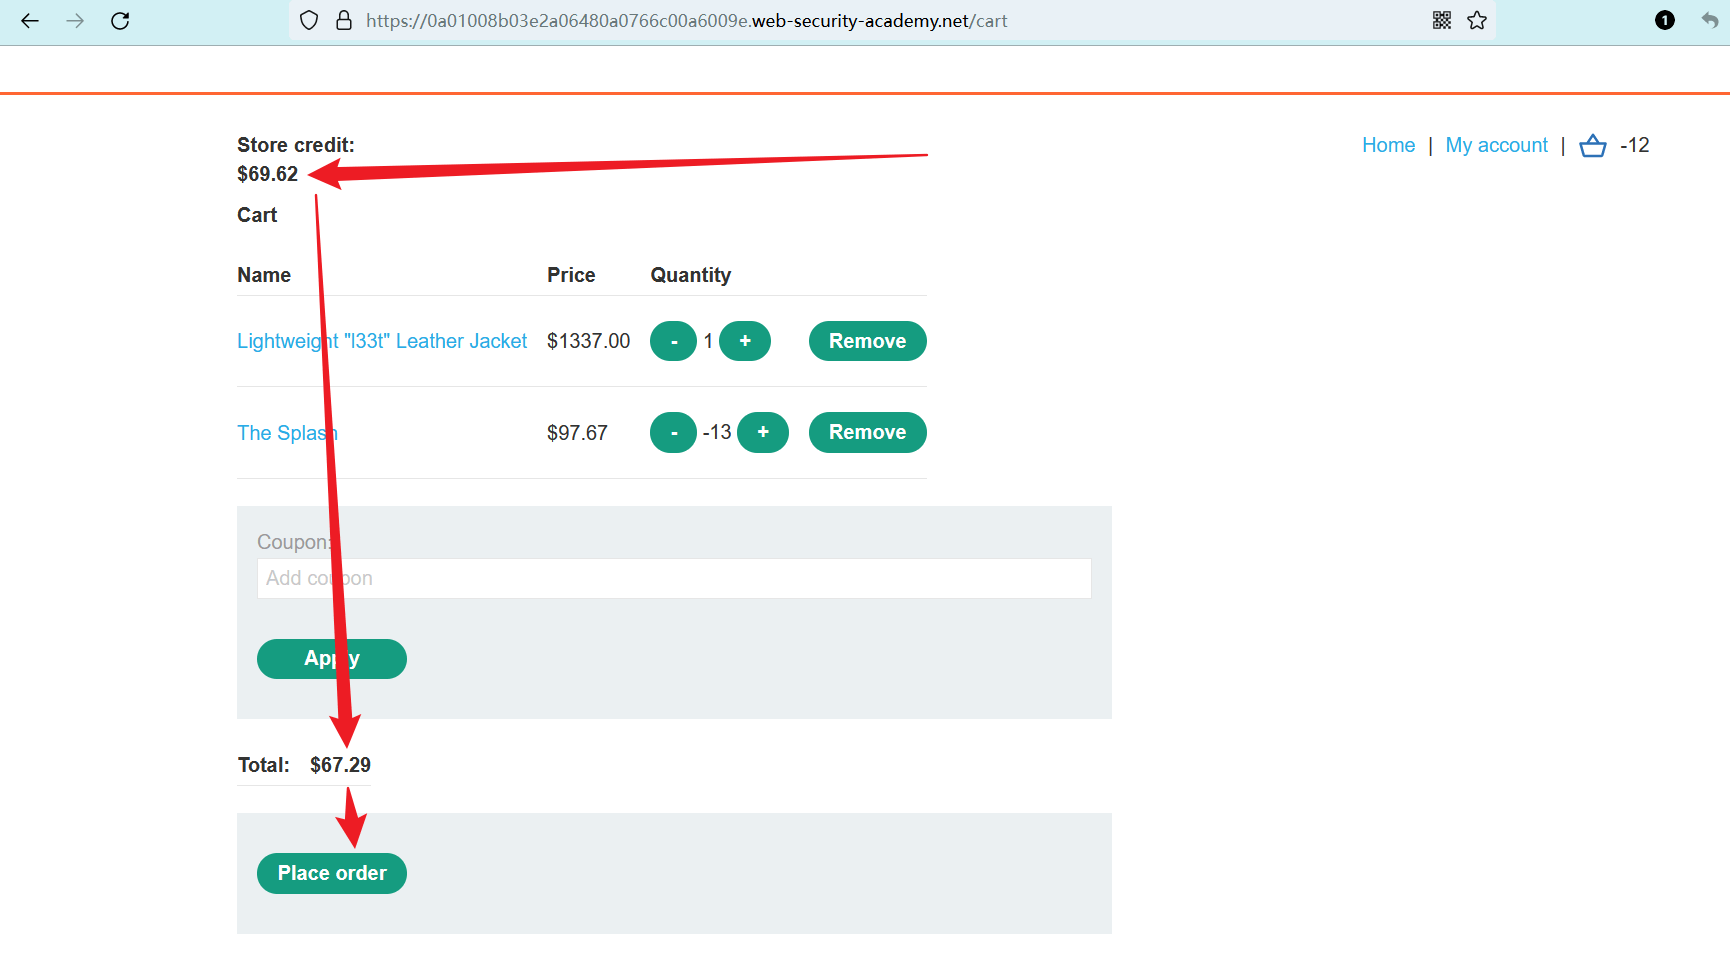 https://0a01008b03e2a06480a0766c00a6009e.web-security-academy.net/cart
1
Store credit:
$69.62
Home | My account | -12
Cart
Name Price Quantity
Lightweight "l33t" Leather Jacket $1337.00 - 1 + Remove
The Splash $97.67 - -13 + Remove
Coupon:
Add coupon
Apply
Total: $67.29
Place order